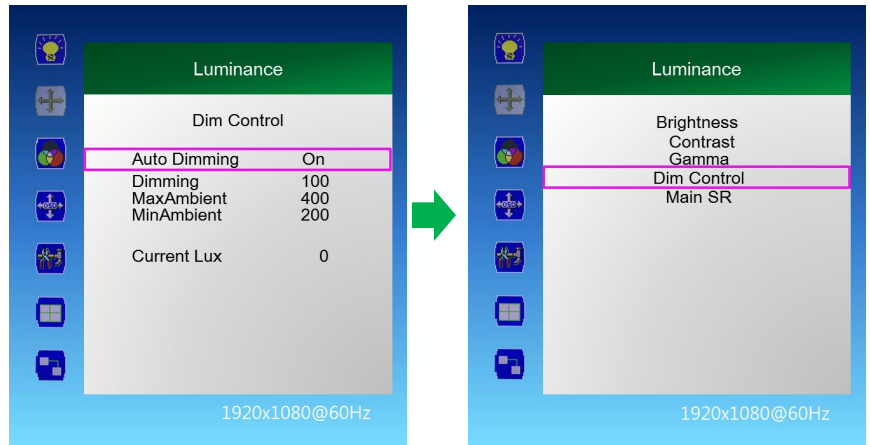 Luminance
Dim Control
Auto Dimming On
Dimming 100
MaxAmbient 400
MinAmbient 200
Current Lux 0
1920x1080@60Hz
Luminance
Brightness
Contrast
Gamma
Dim Control
Main SR
1920x1080@60Hz